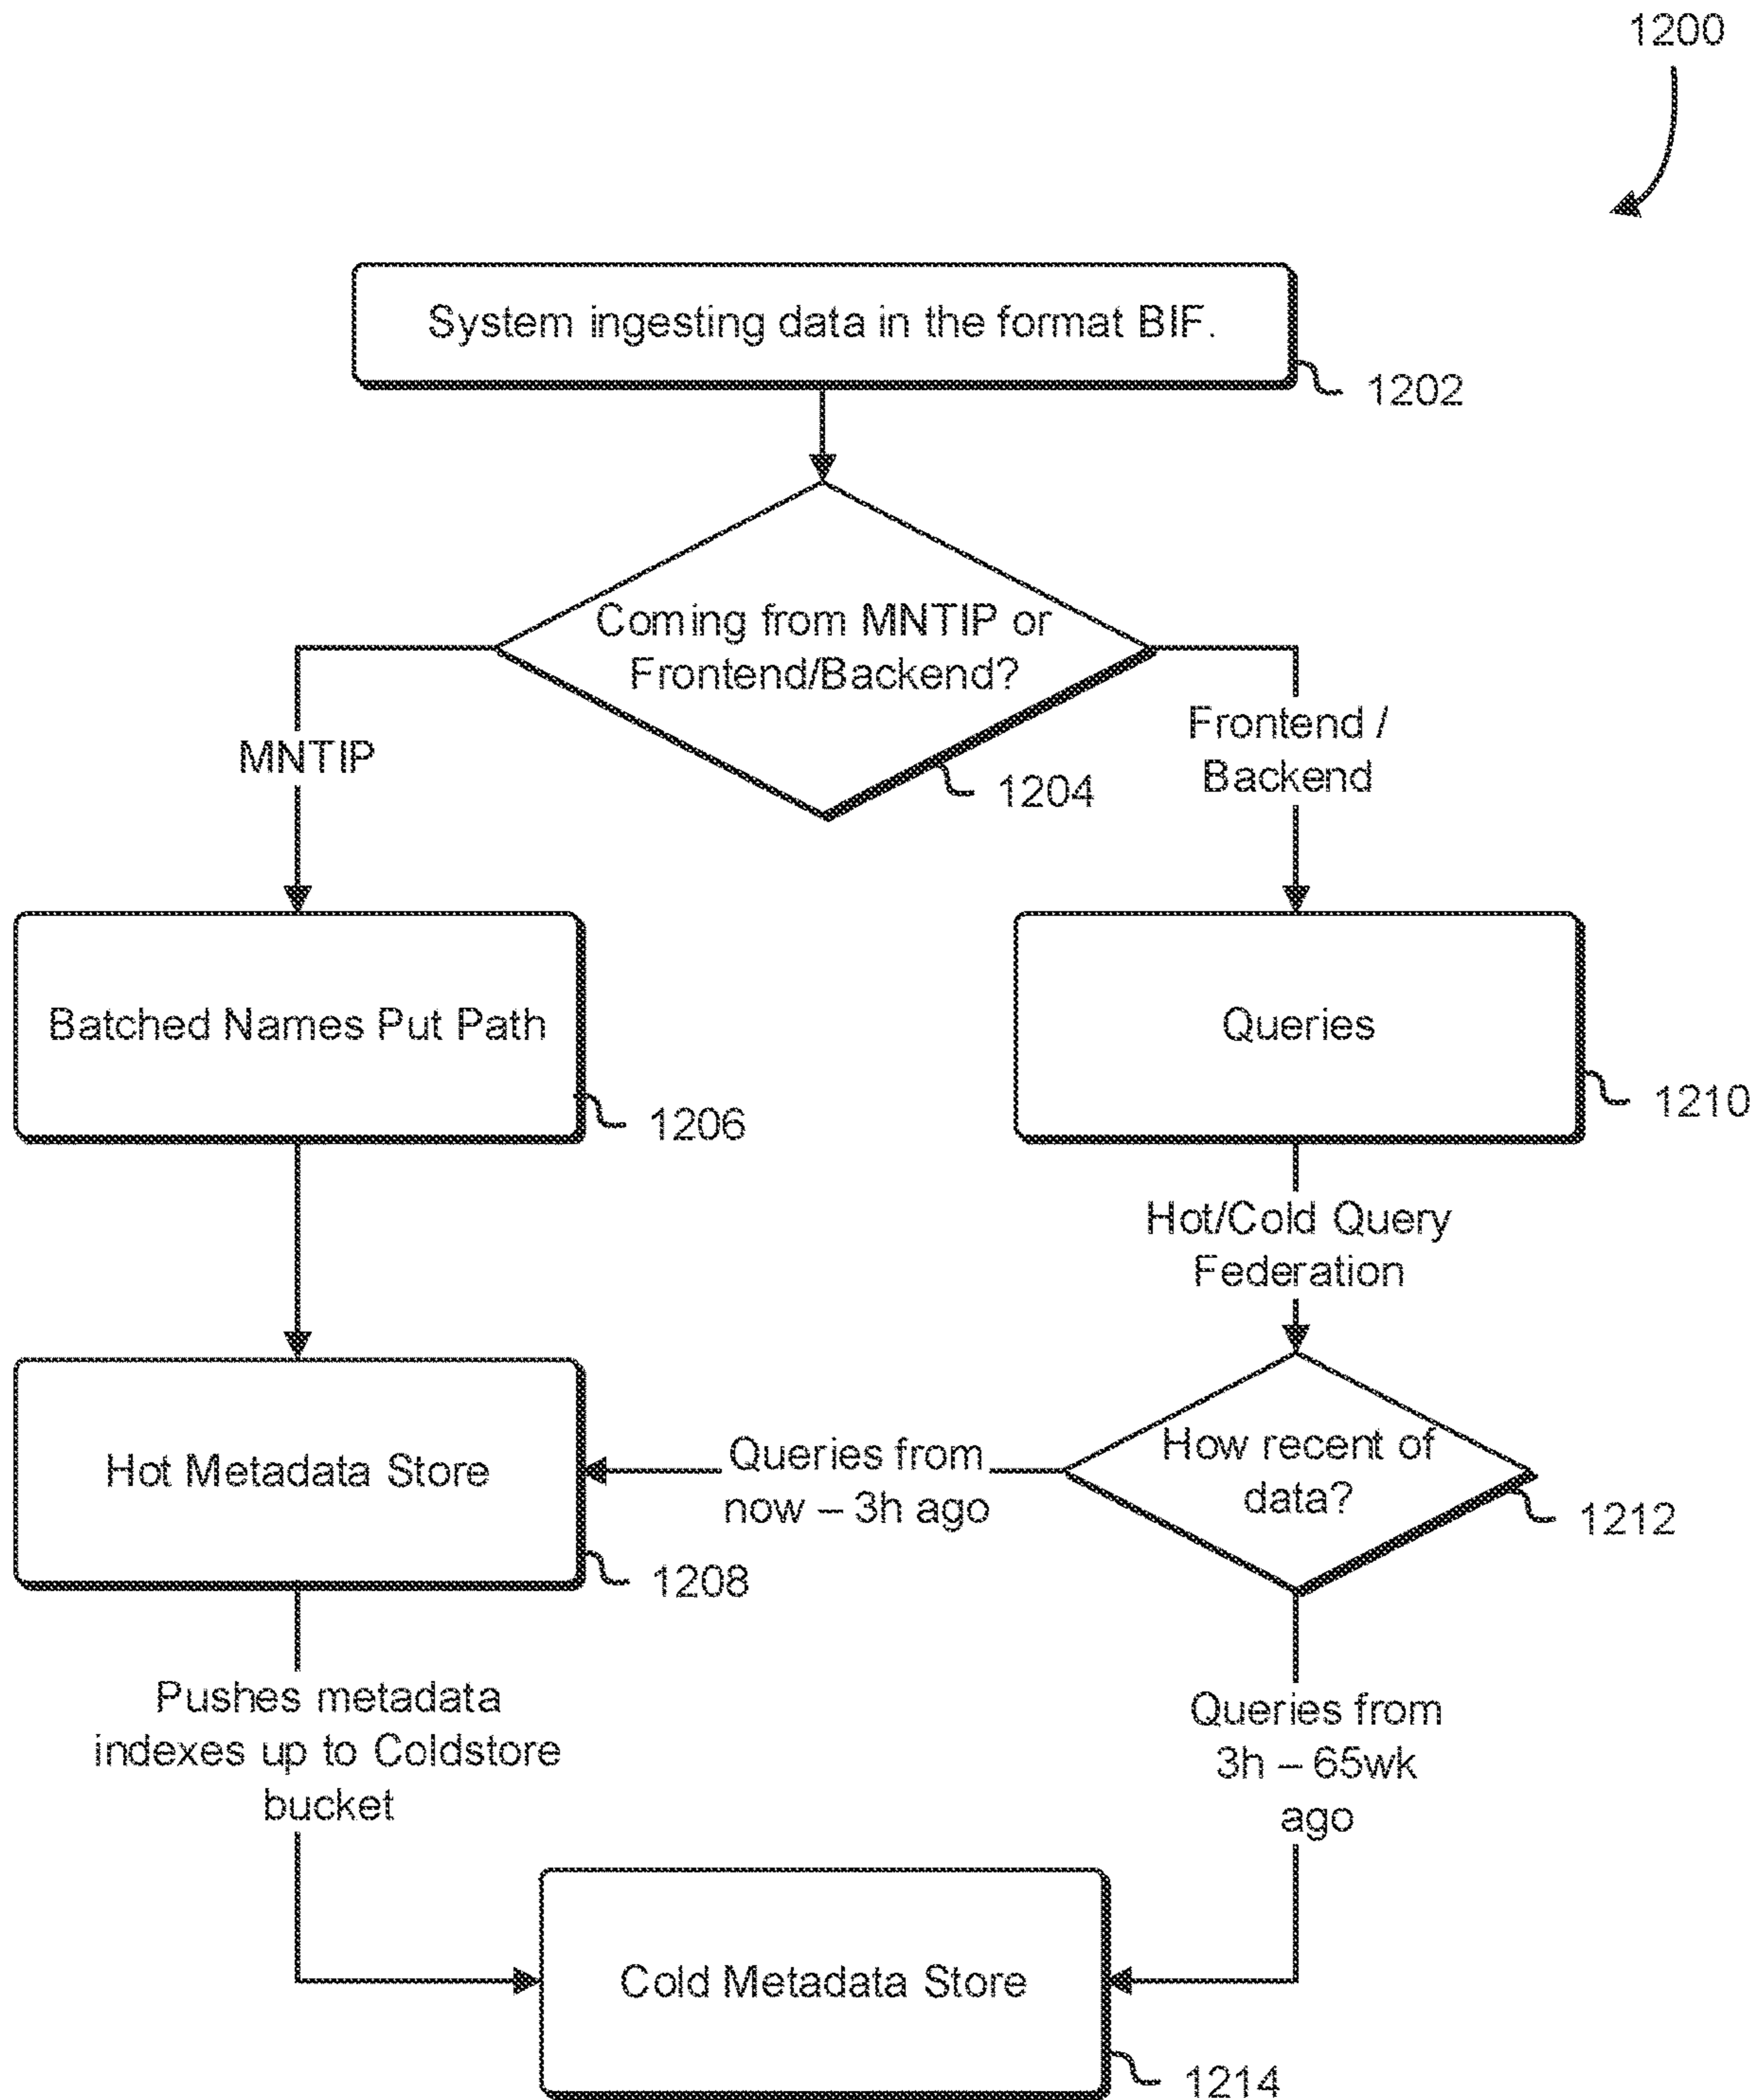 1200
System ingesting data in the format BIF.
1202
Coming from MNTIP or
Frontend/Backend?
1204
MNTIP
Frontend /
Backend
Batched Names Put Path
1206
Queries
1210
Hot/Cold Query
Federation
Hot Metadata Store
1208
Queries from
now – 3h ago
How recent of
data?
1212
Pushes metadata
indexes up to Coldstore
bucket
Queries from
3h – 65wk
ago
Cold Metadata Store
1214